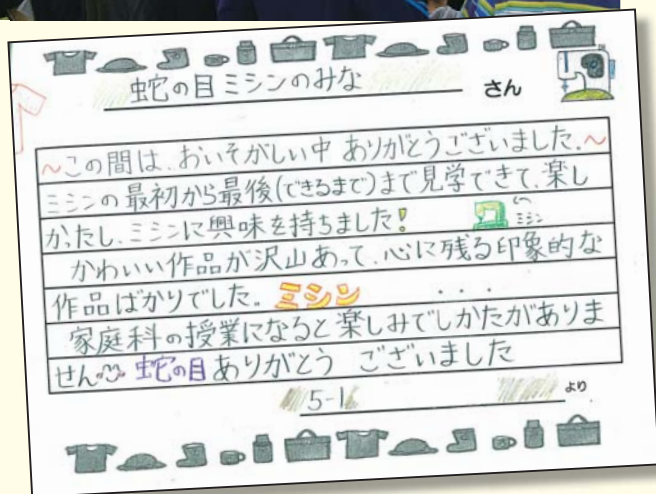 蛇の目ミシンのみな さん
~この間は、おいそがしい中 ありがとうございました。~
ミシンの最初から最後(できるまで)まで見学できて、楽し
かったし、ミシンに興味を持ちました!
ミシン
かわいい作品が沢山あって、心に残る印象的な
作品ばかりでした。 ミシン ・・・
家庭科の授業になると楽しみでしかたがありま
せん 蛇の目 ありがとう ございました
5-1 より